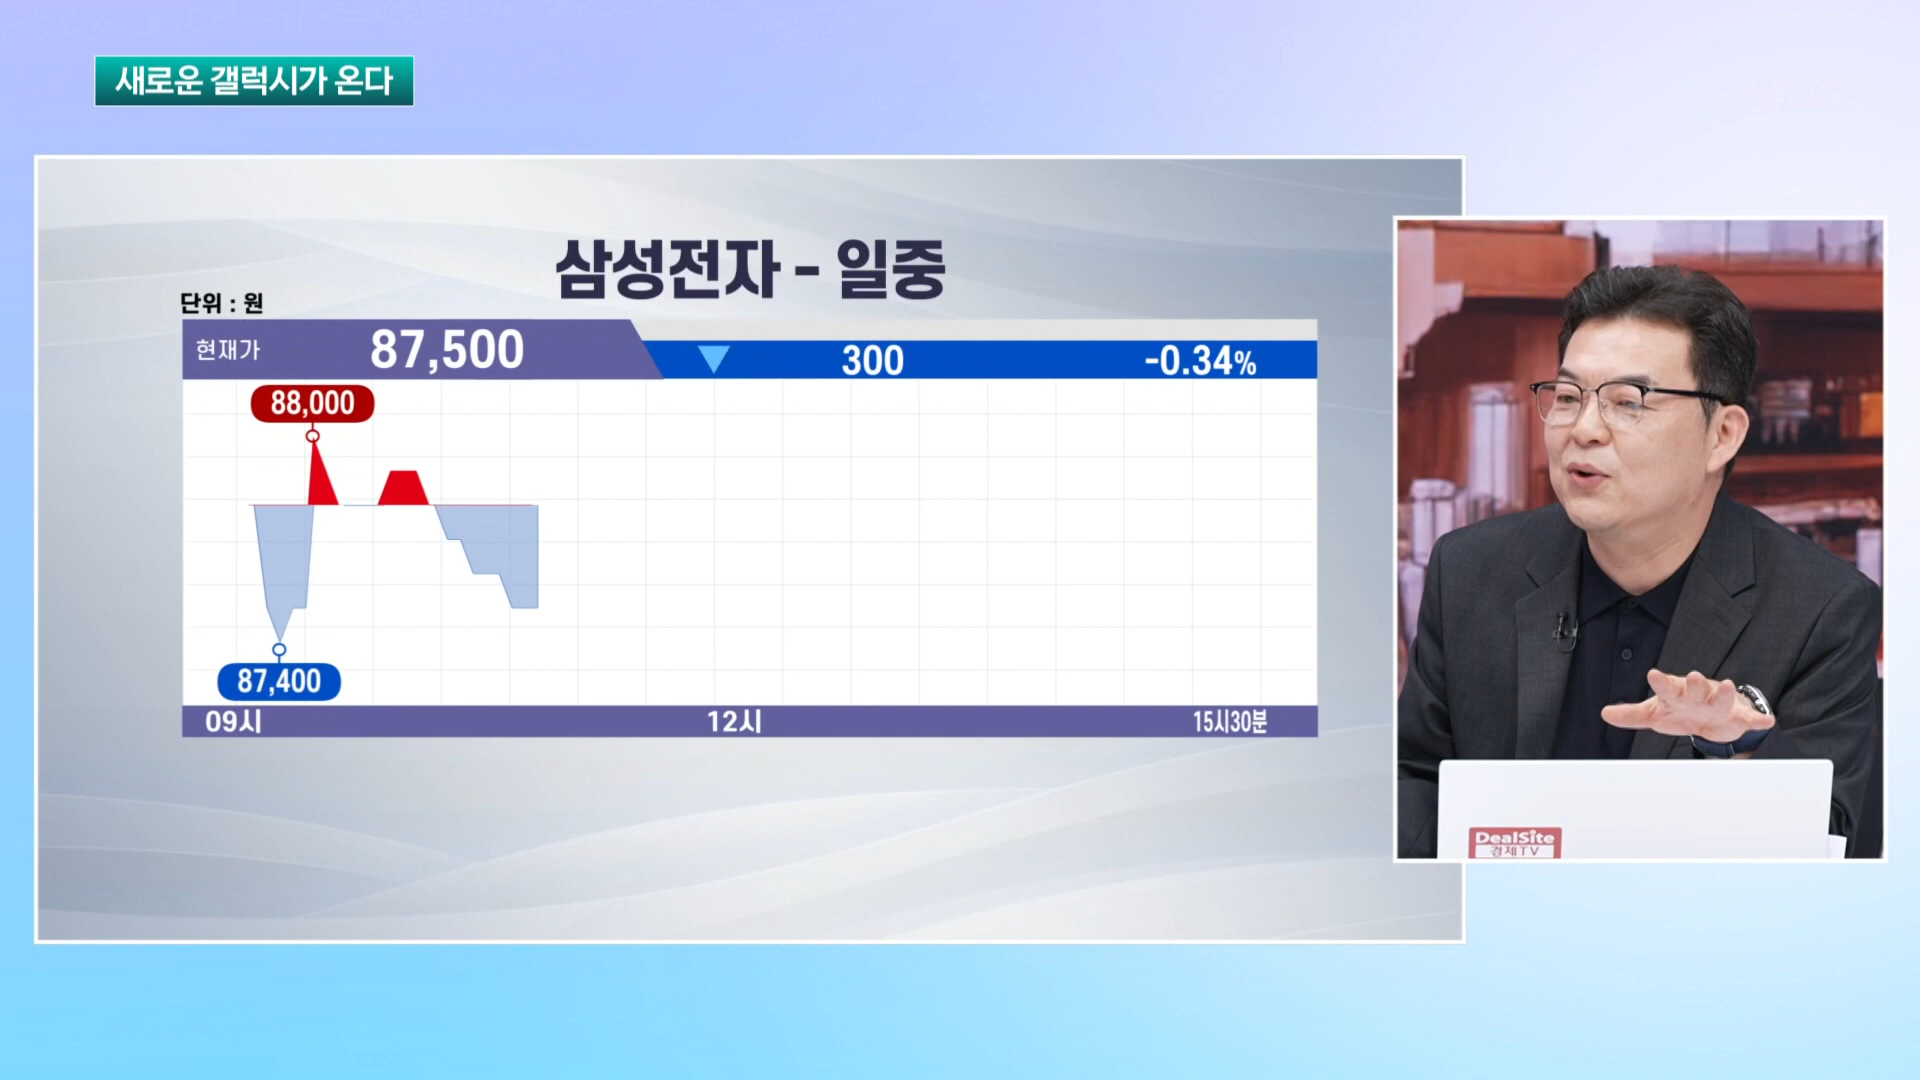 새로운 갤럭시가 온다
삼성전자 - 일중
단위 : 원
현재가 87,500 ▼ 300 -0.34%
88,000
87,400
09시 12시 15시30분
DealSite
경제TV